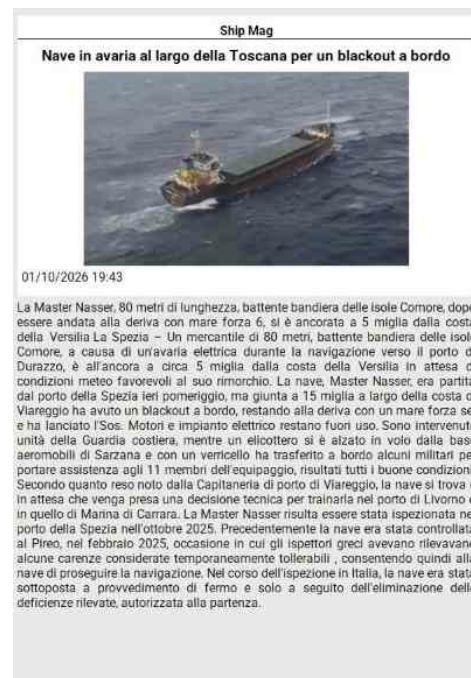 Ship Mag
Nave in avaria al largo della Toscana per un blackout a bordo
01/10/2026 19:43
La Master Nasser, 80 metri di lunghezza, battente bandiera delle isole Comore, dopo
essere andata alla deriva con mare forza 6, si è ancorata a 5 miglia dalla costa
della Versilia La Spezia – Un mercantile di 80 metri, battente bandiera delle isole
Comore, a causa di un'avaria elettrica durante la navigazione verso il porto di
Durazzo, è all'ancora a circa 5 miglia dalla costa della Versilia in attesa di
condizioni meteo favorevoli al suo rimorchio. La nave, Master Nasser, era partita
dal porto della Spezia ieri pomeriggio, ma giunta a 15 miglia a largo della costa di
Viareggio ha avuto un blackout a bordo, restando alla deriva con un mare forza sei
e ha lanciato l'Sos. Motori e impianto elettrico restano fuori uso. Sono intervenute
unità della Guardia costiera, mentre un elicottero si è alzato in volo dalla base
aeromobili di Sarzana e con un verricello ha trasferito a bordo alcuni militari per
portare assistenza agli 11 membri dell'equipaggio, risultati tutti i buone condizioni.
Secondo quanto reso noto dalla Capitaneria di porto di Viareggio, la nave si trova
in attesa che venga presa una decisione tecnica per trainarla nel porto di Livorno o
in quello di Marina di Carrara. La Master Nasser risulta essere stata ispezionata nel
porto della Spezia nell'ottobre 2025. Precedentemente la nave era stata controllata
al Pireo, nel febbraio 2025, occasione in cui gli ispettori greci avevano rilevavano
alcune carenze considerate temporaneamente tollerabili , consentendo quindi alla
nave di proseguire la navigazione. Nel corso dell'ispezione in Italia, la nave era stata
sottoposta a provvedimento di fermo e solo a seguito dell'eliminazione delle
deficienze rilevate, autorizzata alla partenza.